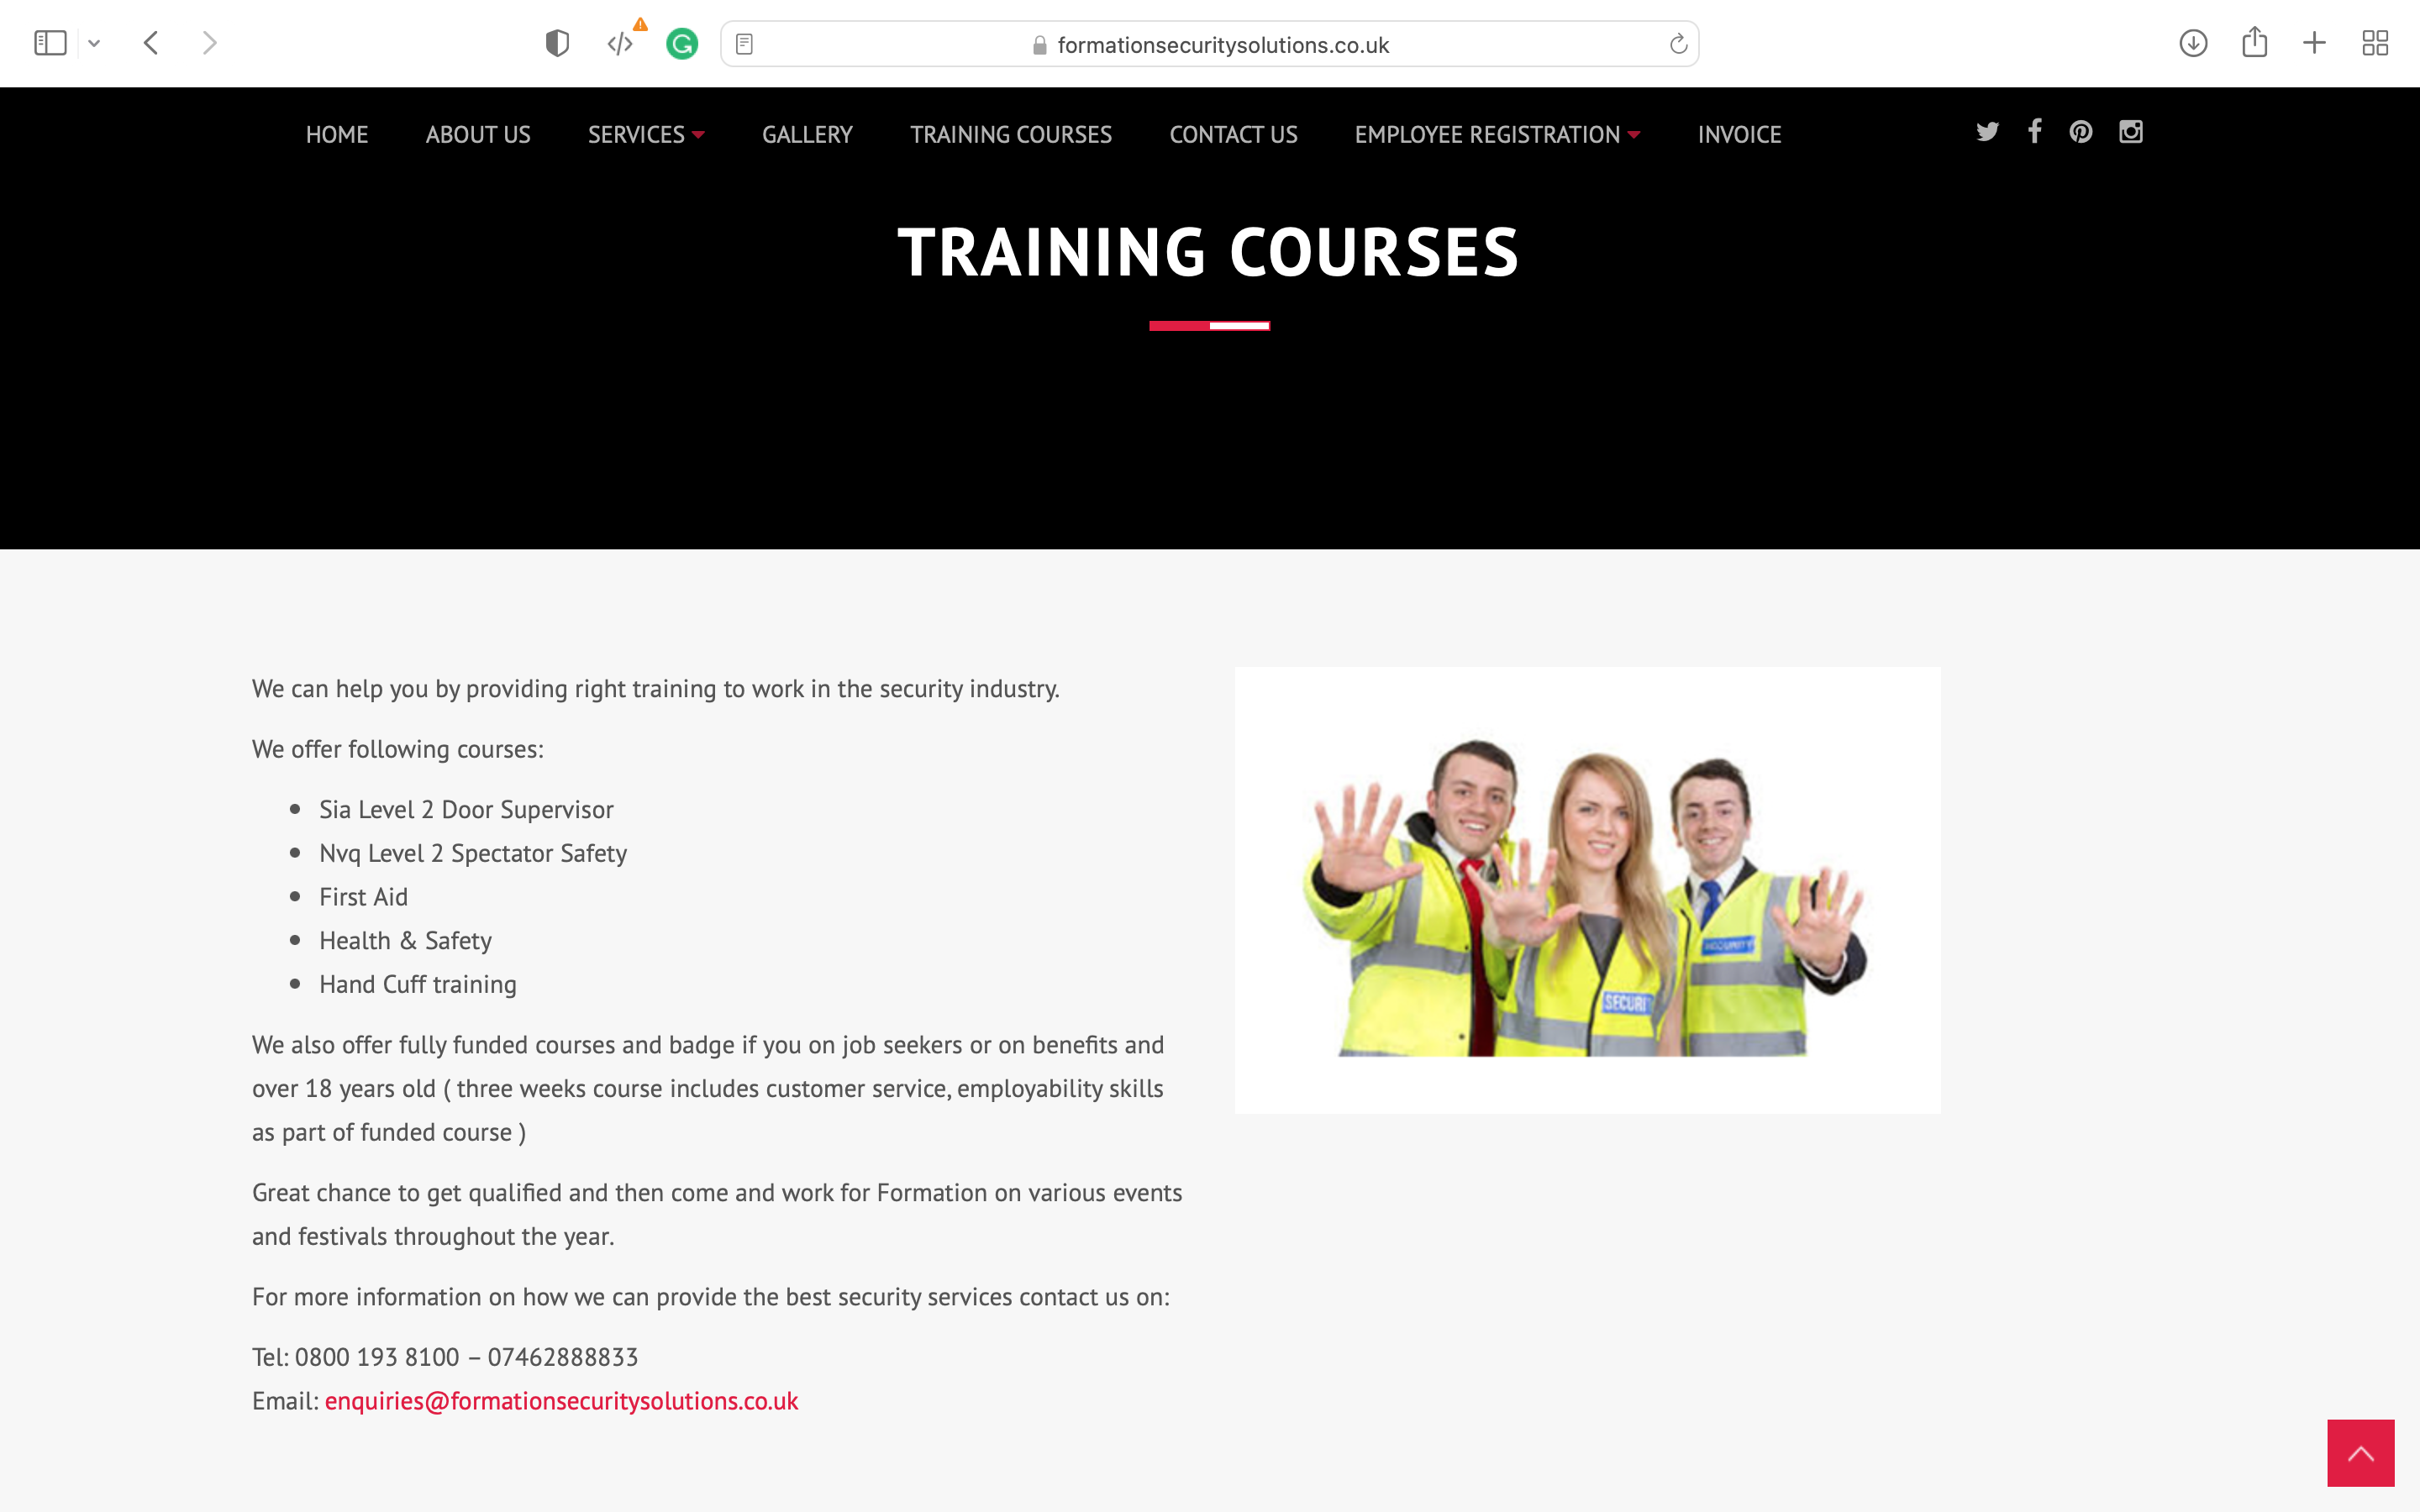 formationsecuritysolutions.co.uk
HOME ABOUT US SERVICES GALLERY TRAINING COURSES CONTACT US EMPLOYEE REGISTRATION INVOICE
TRAINING COURSES
We can help you by providing right training to work in the security industry.
We offer following courses:
Sia Level 2 Door Supervisor
Nvq Level 2 Spectator Safety
First Aid
Health & Safety
Hand Cuff training
We also offer fully funded courses and badge if you on job seekers or on benefits and
over 18 years old ( three weeks course includes customer service, employability skills
as part of funded course )
Great chance to get qualified and then come and work for Formation on various events
and festivals throughout the year.
For more information on how we can provide the best security services contact us on:
Tel: 0800 193 8100 – 07462888833
Email: enquiries@formationsecuritysolutions.co.uk
SECURITY
SECURI